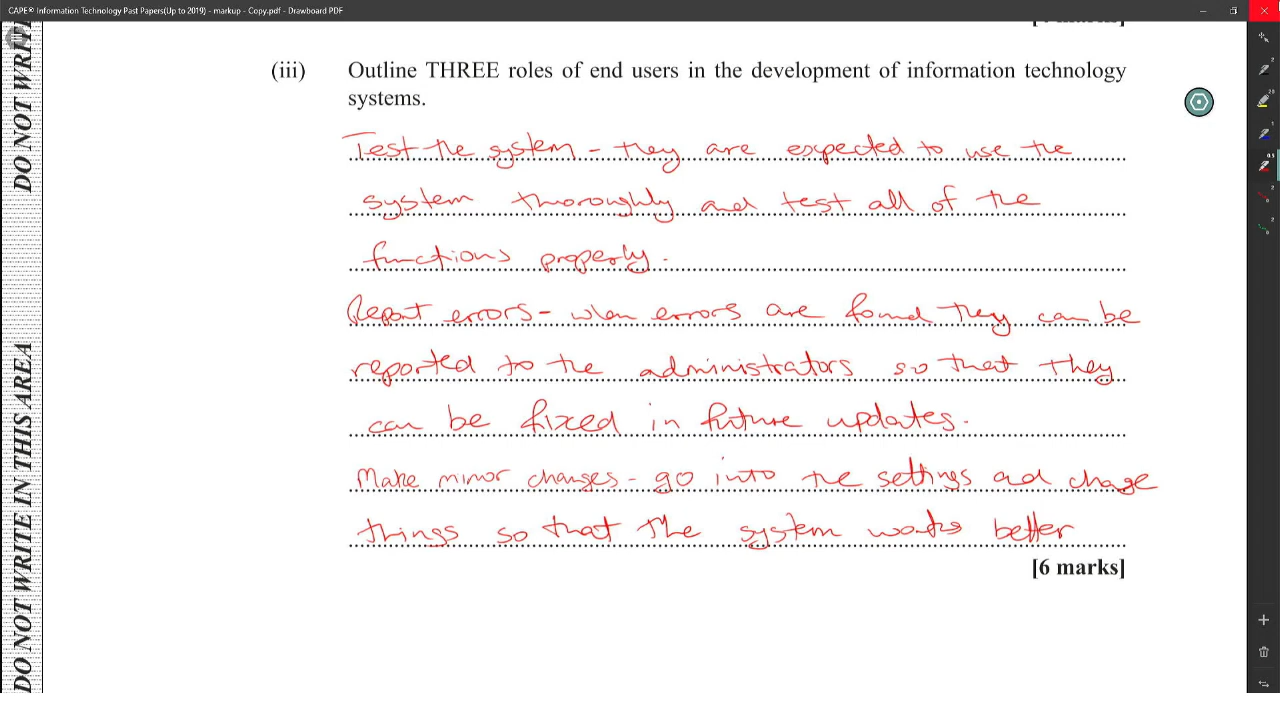 CAPE® Information Technology Past Papers(Up to 2019) - markup - Copy.pdf - Drawboard PDF
(iii) Outline THREE roles of end users in the development of information technology
systems.
Test the system - they are expected to use the
system thoroughly and test all of the
functions properly.
Report errors - when errors are found they can be
reported to the administrators so that they
can be fixed in future updates.
Make minor changes - go into the settings and change
things so that the system works better
[6 marks]
DO NOT WRITE IN THIS AREA
DO NOT WRIT